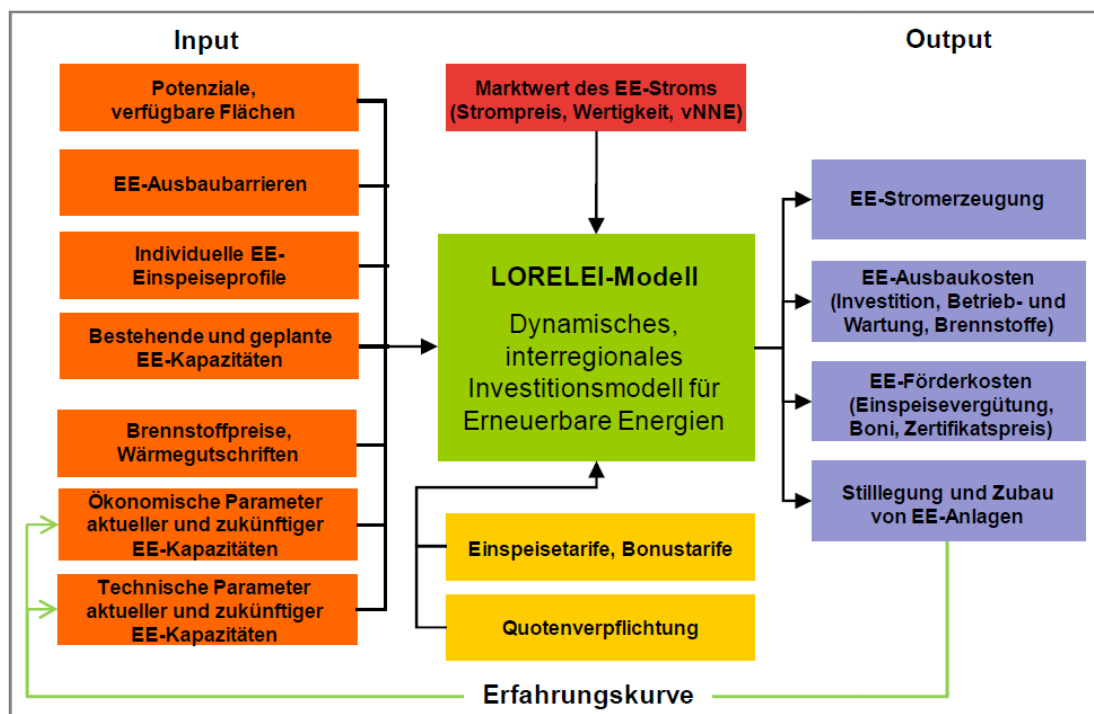 Input
Potenziale,
verfügbare Flächen
EE-Ausbaubarrieren
Individuelle EE-
Einspeiseprofile
Bestehende und geplante
EE-Kapazitäten
Brennstoffpreise,
Wärmegutschriften
Ökonomische Parameter
aktueller und zukünftiger
EE-Kapazitäten
Technische Parameter
aktueller und zukünftiger
EE-Kapazitäten
Marktwert des EE-Stroms
(Strompreis, Wertigkeit, vNNE)
LORELEI-Modell
Dynamisches,
interregionales
Investitionsmodell für
Erneuerbare Energien
Einspeisetarife, Bonustarife
Quotenverpflichtung
Output
EE-Stromerzeugung
EE-Ausbaukosten
(Investition, Betrieb- und
Wartung, Brennstoffe)
EE-Förderkosten
(Einspeisevergütung,
Boni, Zertifikatspreis)
Stilllegung und Zubau
von EE-Anlagen
Erfahrungskurve